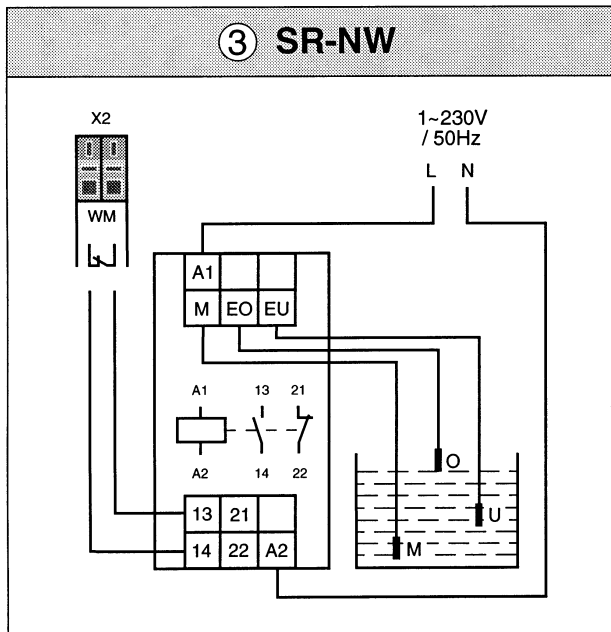 3 SR-NW
X2
1~230V
/ 50Hz
L N
WM
A1
M EO EU
A1 13 21
A2 14 22
O
U
M
13 21
14 22 A2